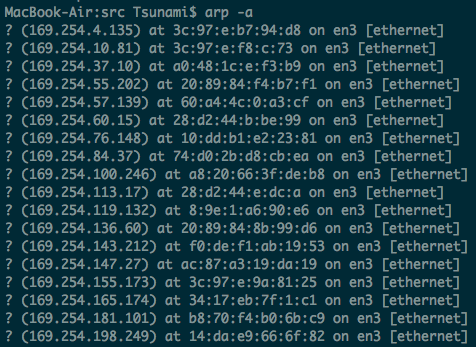 MacBook-Air:src Tsunami$ arp -a
? (169.254.4.135) at 3c:97:e:b7:94:d8 on en3 [ethernet]
? (169.254.10.81) at 3c:97:e:f8:c:73 on en3 [ethernet]
? (169.254.37.10) at a0:48:1c:e:f3:b9 on en3 [ethernet]
? (169.254.55.202) at 20:89:84:f4:b7:f1 on en3 [ethernet]
? (169.254.57.139) at 60:a4:4c:0:a3:cf on en3 [ethernet]
? (169.254.60.15) at 28:d2:44:b:be:99 on en3 [ethernet]
? (169.254.76.148) at 10:dd:b1:e2:23:81 on en3 [ethernet]
? (169.254.84.37) at 74:d0:2b:d8:cb:ea on en3 [ethernet]
? (169.254.100.246) at a8:20:66:3f:de:b8 on en3 [ethernet]
? (169.254.113.17) at 28:d2:44:e:dc:a on en3 [ethernet]
? (169.254.119.132) at 8:9e:1:a6:90:e6 on en3 [ethernet]
? (169.254.136.60) at 20:89:84:8b:99:d6 on en3 [ethernet]
? (169.254.143.212) at f0:de:f1:ab:19:53 on en3 [ethernet]
? (169.254.147.27) at ac:87:a3:19:da:19 on en3 [ethernet]
? (169.254.155.173) at 3c:97:e:9a:81:25 on en3 [ethernet]
? (169.254.165.174) at 34:17:eb:7f:1:c1 on en3 [ethernet]
? (169.254.181.101) at b8:70:f4:b0:6b:c9 on en3 [ethernet]
? (169.254.198.249) at 14:da:e9:66:6f:82 on en3 [ethernet]